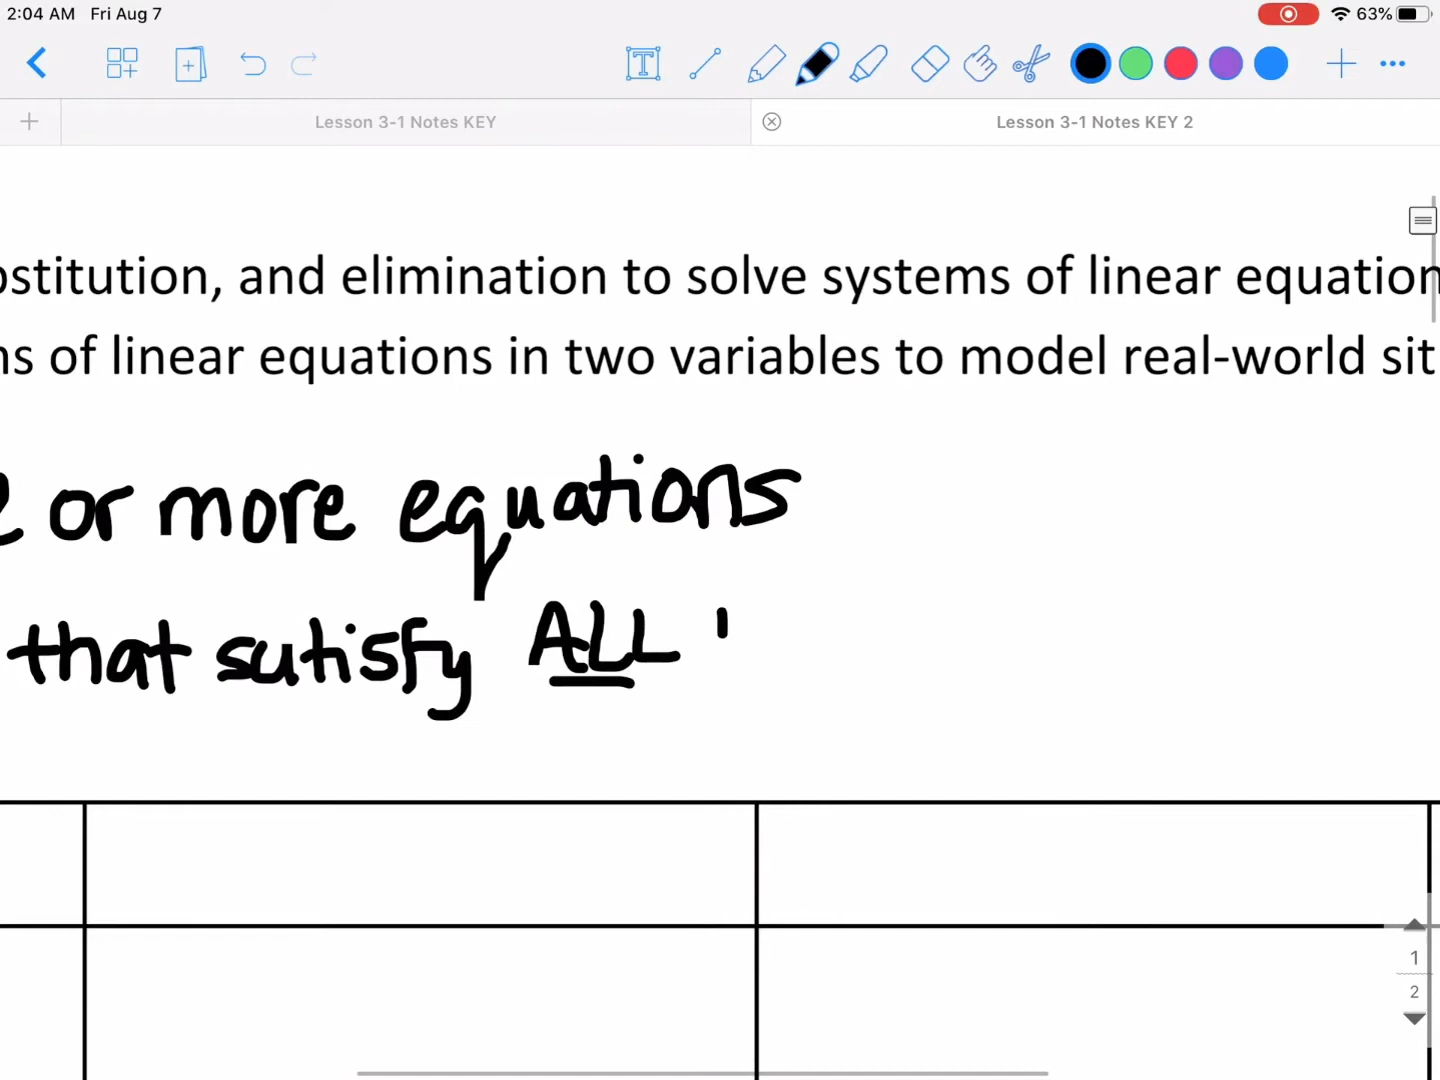 2:04 AM Fri Aug 7 63%
Lesson 3-1 Notes KEY Lesson 3-1 Notes KEY 2
ostitution, and elimination to solve systems of linear equation
ns of linear equations in two variables to model real-world sit
e or more equations
that sutisfy ALL '
1
2